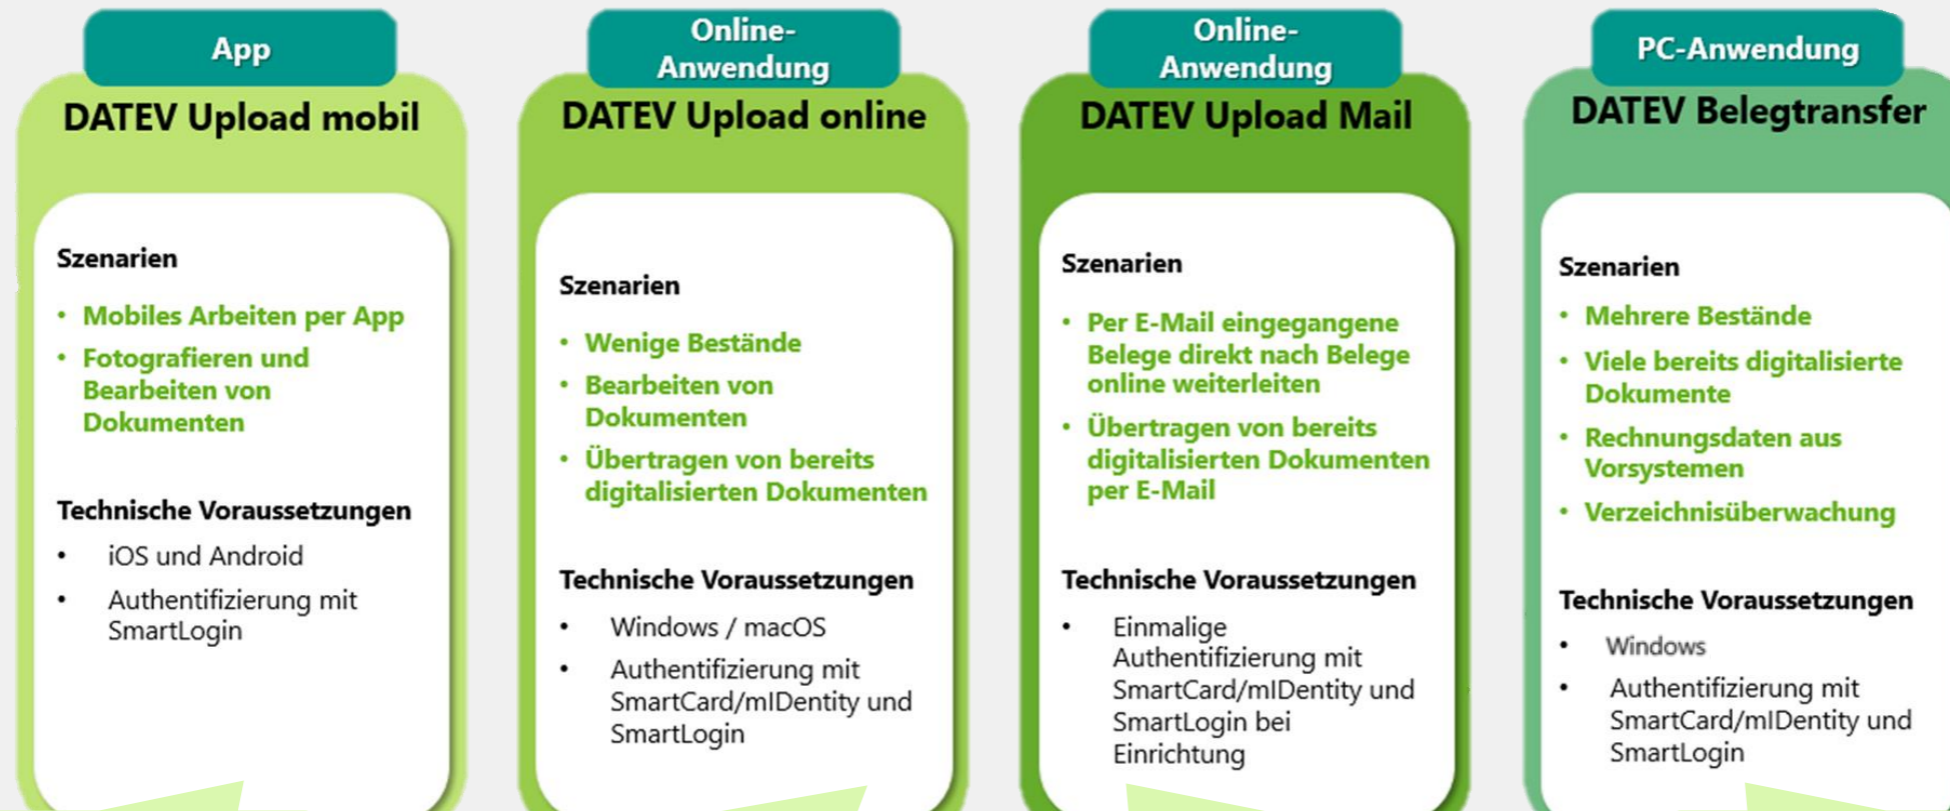 App
DATEV Upload mobil
Szenarien
• Mobiles Arbeiten per App
• Fotografieren und
Bearbeiten von
Dokumenten
Technische Voraussetzungen
• iOS und Android
• Authentifizierung mit
SmartLogin
Online-
Anwendung
DATEV Upload online
Szenarien
• Wenige Bestände
• Bearbeiten von
Dokumenten
• Übertragen von bereits
digitalisierten Dokumenten
Technische Voraussetzungen
• Windows / macOS
• Authentifizierung mit
SmartCard/mIDentity und
SmartLogin
Online-
Anwendung
DATEV Upload Mail
Szenarien
• Per E-Mail eingegangene
Belege direkt nach Belege
online weiterleiten
• Übertragen von bereits
digitalisierten Dokumenten
per E-Mail
Technische Voraussetzungen
• Einmalige
Authentifizierung mit
SmartCard/mIDentity und
SmartLogin bei
Einrichtung
PC-Anwendung
DATEV Belegtransfer
Szenarien
• Mehrere Bestände
• Viele bereits digitalisierte
Dokumente
• Rechnungsdaten aus
Vorsystemen
• Verzeichnisüberwachung
Technische Voraussetzungen
• Windows
• Authentifizierung mit
SmartCard/mIDentity und
SmartLogin